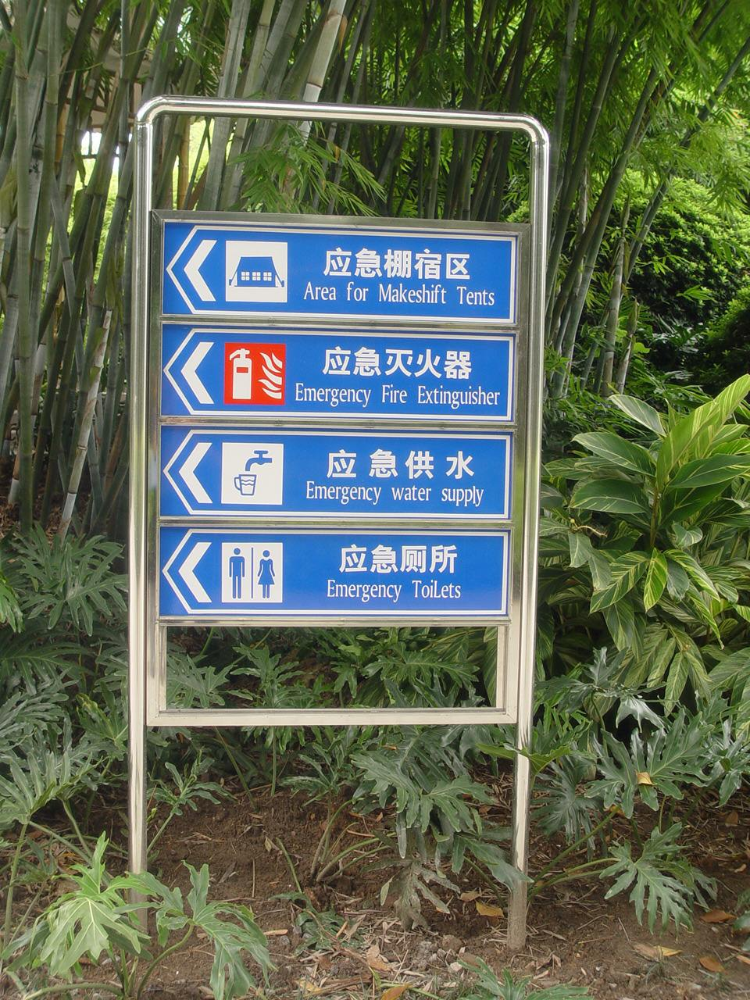 应急棚宿区
Area for Makeshift Tents
应急灭火器
Emergency Fire Extinguisher
应急供水
Emergency water supply
应急厕所
Emergency ToiLets